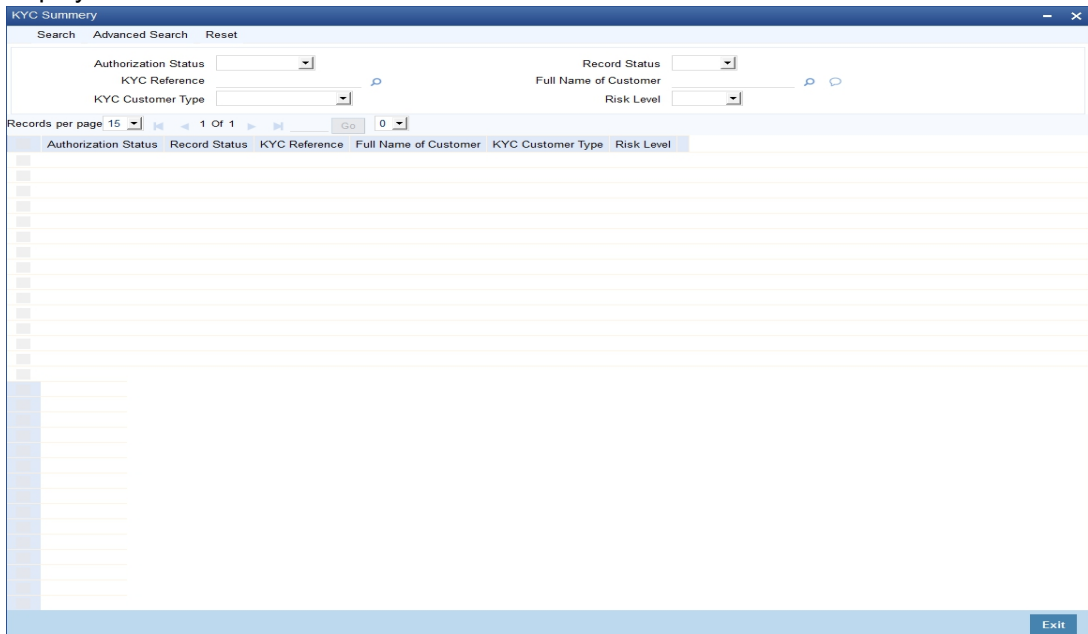 KYC Summery
Search Advanced Search Reset
Authorization Status Record Status
KYC Reference Full Name of Customer
KYC Customer Type Risk Level
Records per page 15 1 Of 1 Go 0
Authorization Status Record Status KYC Reference Full Name of Customer KYC Customer Type Risk Level
Exit